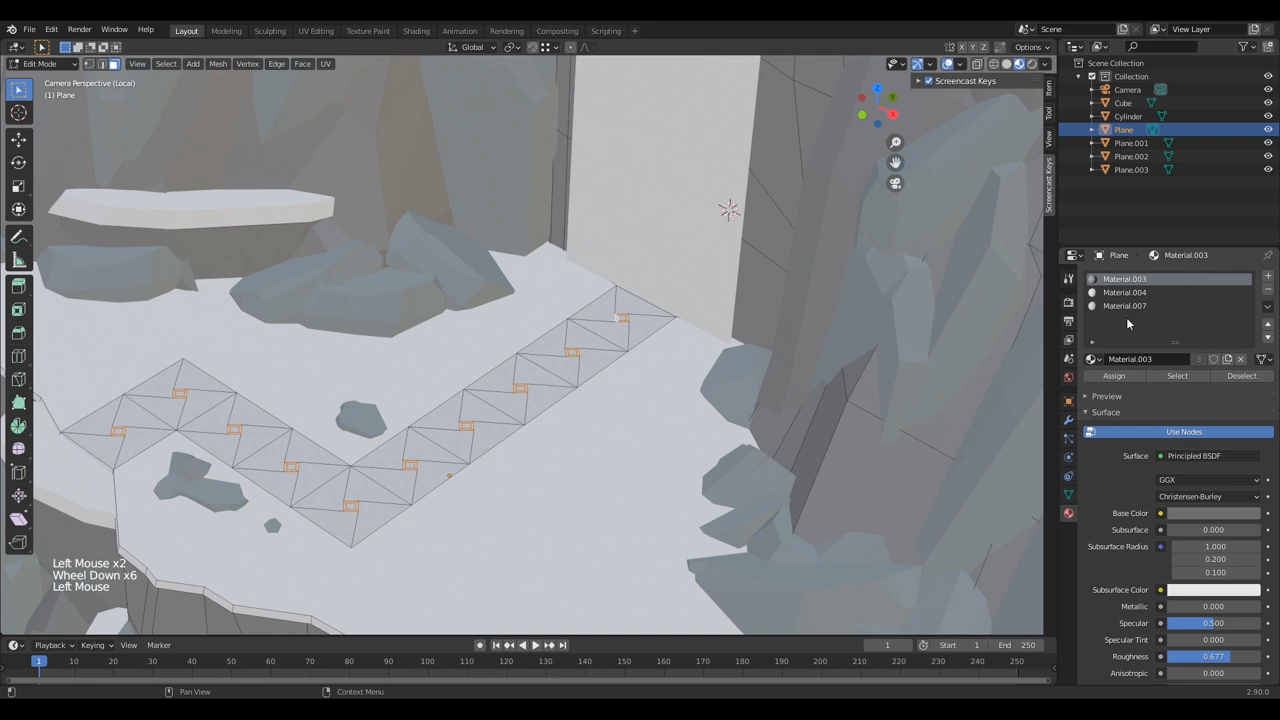 File Edit Render Window Help Layout Modeling Sculpting UV Editing Texture Paint Shading Animation Rendering Compositing Scripting + Scene View Layer
Global X Y Z Options
Edit Mode View Select Add Mesh Vertex Edge Face UV
Camera Perspective (Local)
(1) Plane
Screencast Keys
X
Y
Z
Item
Tool
View
Screencast Keys
Scene Collection
Collection
Camera
Cube
Cylinder
Plane
Plane.001
Plane.002
Plane.003
Plane Material.003
Material.003
Material.004
Material.007
Material.003 3
Assign Select Deselect
Preview
Surface
Use Nodes
Surface Principled BSDF
GGX
Christensen-Burley
Base Color
Subsurface 0.000
Subsurface Radius 1.000
0.200
0.100
Subsurface Color
Metallic 0.000
Specular 0.500
Specular Tint 0.000
Roughness 0.677
Anisotropic 0.000
Left Mouse x2
Wheel Down x6
Left Mouse
Playback Keying View Marker 1 Start 1 End 250
1 10 20 30 40 50 60 70 80 90 100 110 120 130 140 150 160 170 180 190 200 210 220 230 240 250
Pan View Context Menu 2.90.0